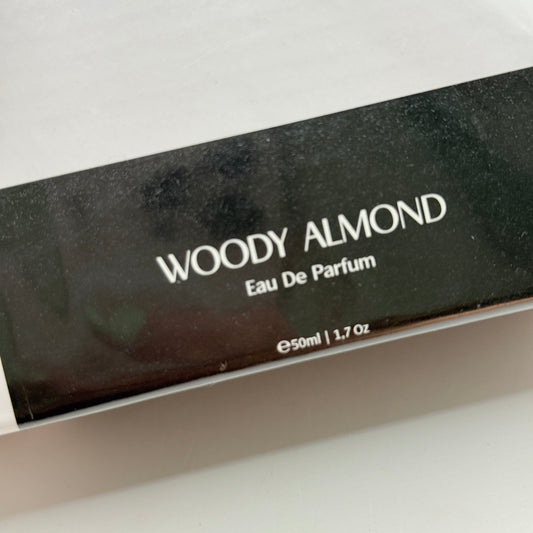 WOODY ALMOND
Eau De Parfum
℮50ml | 1,7 Oz